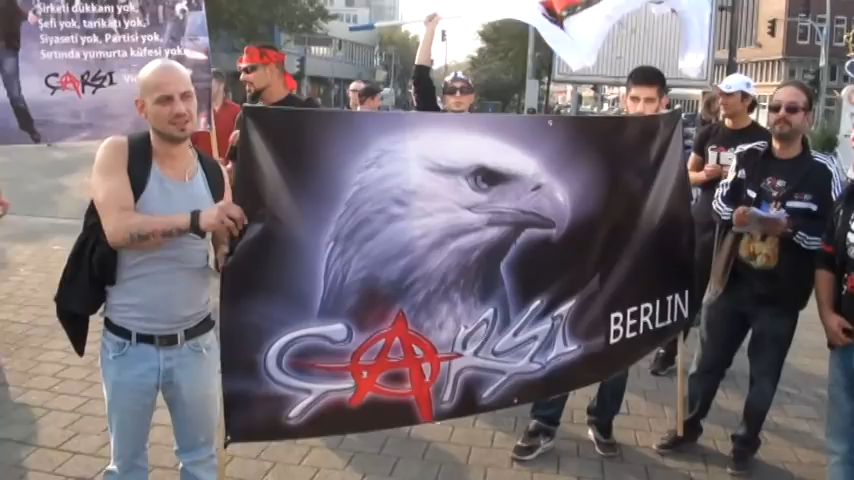 Şirketi dükkanı yok,
Şefi yok, tarikatı yok,
Siyaseti yok, Partisi yok,
Sırtında yumurta küfesi yok
ÇARŞI
ÇARŞI
BERLIN